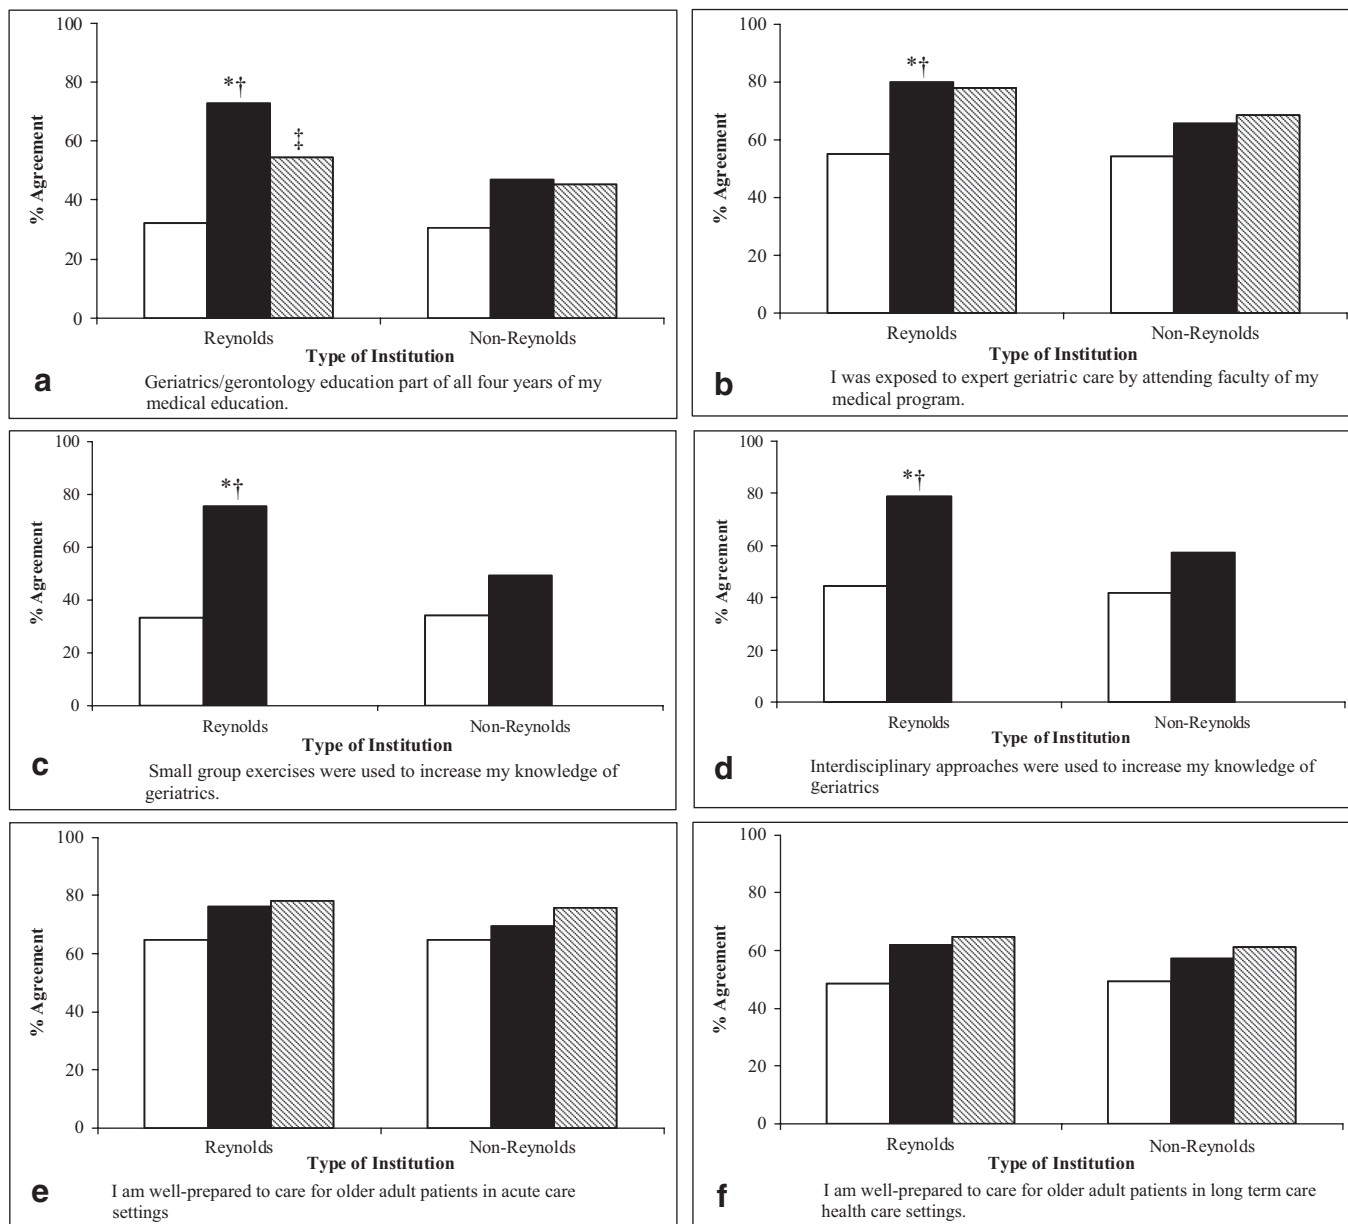 100
80
60
40
20
0
% Agreement
*†
‡
Reynolds
Non-Reynolds
Type of Institution
a
Geriatrics/gerontology education part of all four years of my
medical education.
100
80
60
40
20
0
% Agreement
*†
Reynolds
Non-Reynolds
Type of Institution
b
I was exposed to expert geriatric care by attending faculty of my
medical program.
100
80
60
40
20
0
% Agreement
*†
Reynolds
Non-Reynolds
Type of Institution
c
Small group exercises were used to increase my knowledge of
geriatrics.
100
80
60
40
20
0
% Agreement
*†
Reynolds
Non-Reynolds
Type of Institution
d
Interdisciplinary approaches were used to increase my knowledge of
geriatrics
100
80
60
40
20
0
% Agreement
Reynolds
Non-Reynolds
Type of Institution
e
I am well-prepared to care for older adult patients in acute care
settings
100
80
60
40
20
0
% Agreement
Reynolds
Non-Reynolds
Type of Institution
f
I am well-prepared to care for older adult patients in long term care
health care settings.